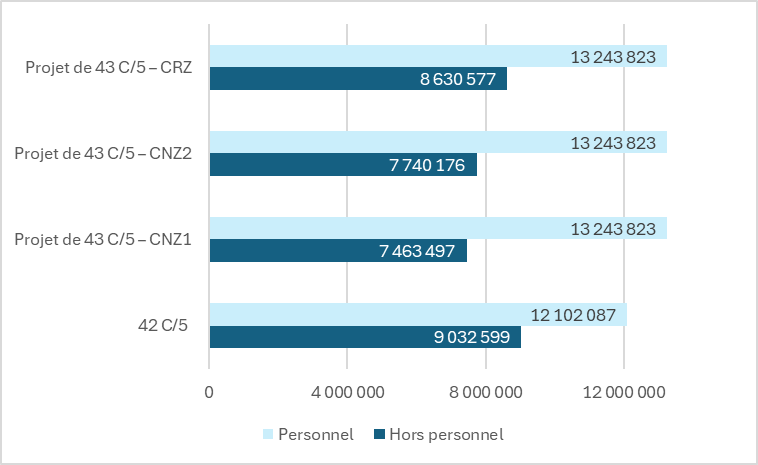 13 243 823
Projet de 43 C/5 – CRZ
8 630 577
13 243 823
Projet de 43 C/5 – CNZ2
7 740 176
13 243 823
Projet de 43 C/5 – CNZ1
7 463 497
12 102 087
42 C/5
9 032 599
0 4 000 000 8 000 000 12 000 000
Personnel Hors personnel